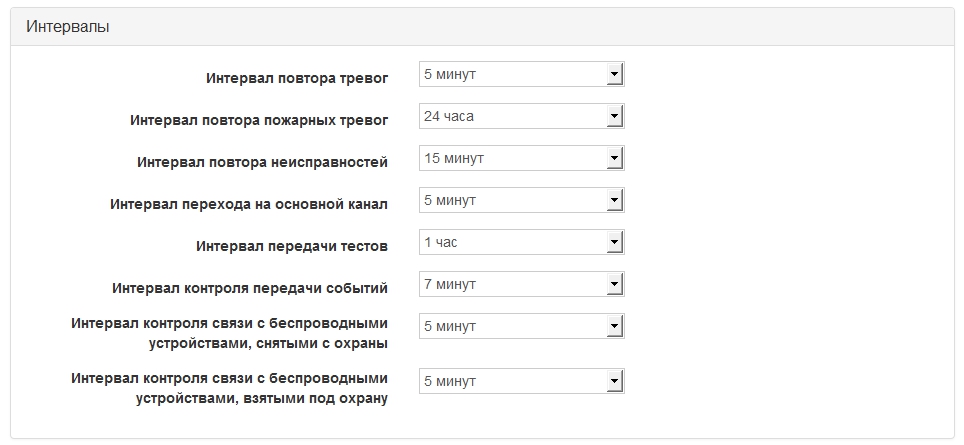 Интервалы
Интервал повтора тревог
5 минут
Интервал повтора пожарных тревог
24 часа
Интервал повтора неисправностей
15 минут
Интервал перехода на основной канал
5 минут
Интервал передачи тестов
1 час
Интервал контроля передачи событий
7 минут
Интервал контроля связи с беспроводными
устройствами, снятыми с охраны
5 минут
Интервал контроля связи с беспроводными
устройствами, взятыми под охрану
5 минут